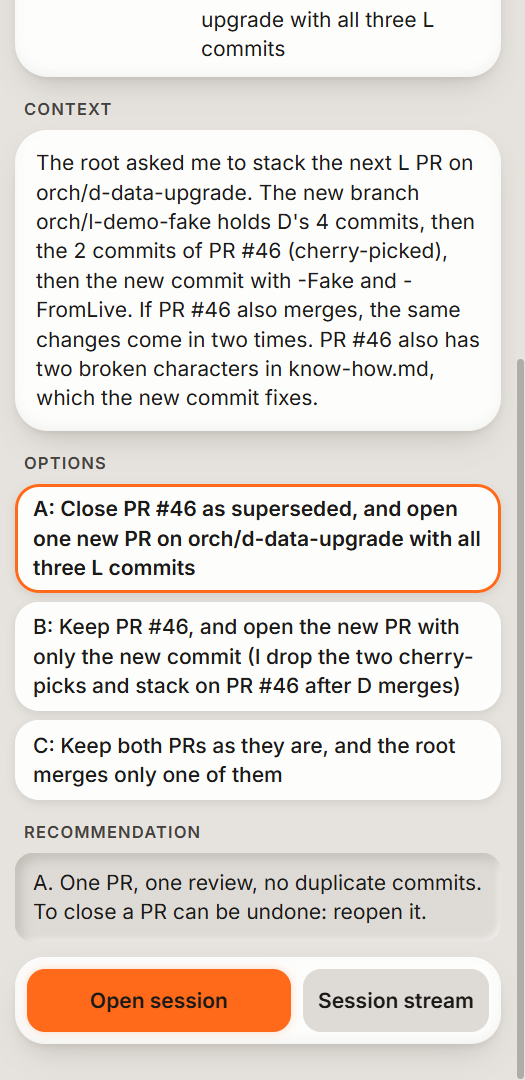 upgrade with all three L
commits
CONTEXT
The root asked me to stack the next L PR on
orch/d-data-upgrade. The new branch
orch/l-demo-fake holds D's 4 commits, then
the 2 commits of PR #46 (cherry-picked),
then the new commit with -Fake and -
FromLive. If PR #46 also merges, the same
changes come in two times. PR #46 also has
two broken characters in know-how.md,
which the new commit fixes.
OPTIONS
A: Close PR #46 as superseded, and open
one new PR on orch/d-data-upgrade with all
three L commits
B: Keep PR #46, and open the new PR with
only the new commit (I drop the two cherry-
picks and stack on PR #46 after D merges)
C: Keep both PRs as they are, and the root
merges only one of them
RECOMMENDATION
A. One PR, one review, no duplicate commits.
To close a PR can be undone: reopen it.
Open session
Session stream